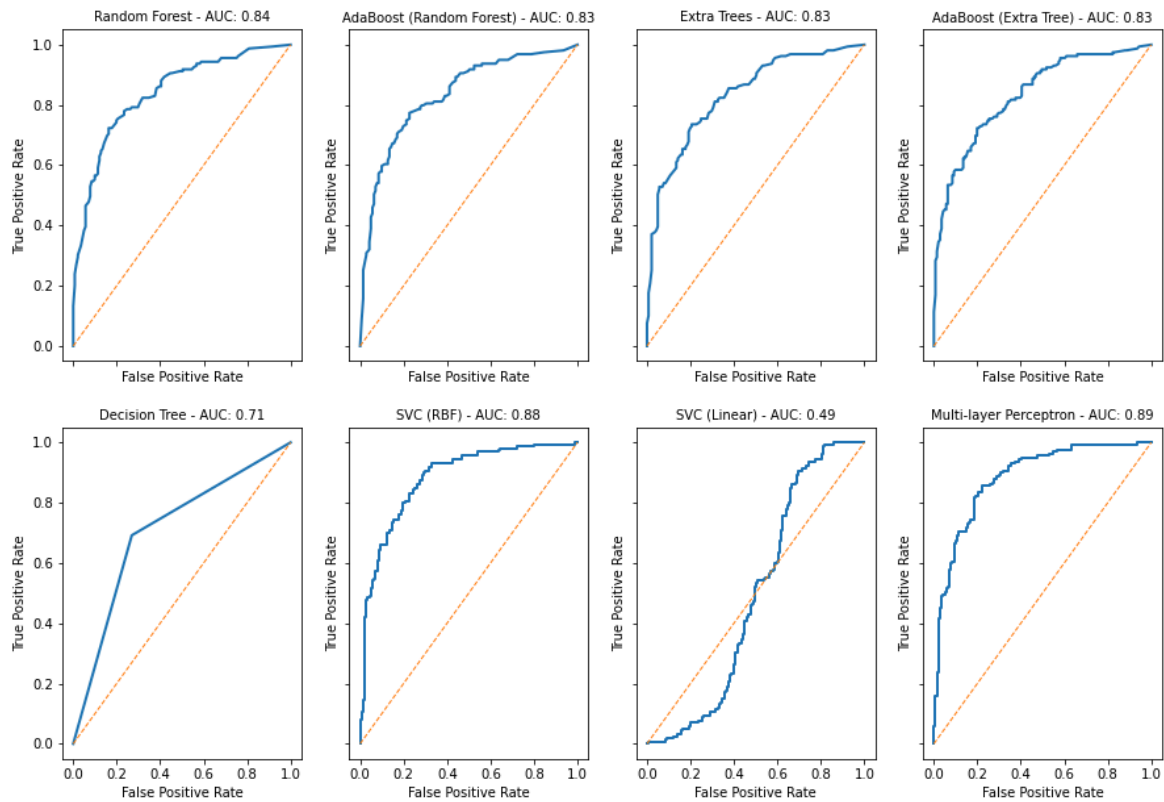 Random Forest - AUC: 0.84
AdaBoost (Random Forest) - AUC: 0.83
Extra Trees - AUC: 0.83
AdaBoost (Extra Tree) - AUC: 0.83
1.0
0.8
0.6
0.4
0.2
0.0
True Positive Rate
True Positive Rate
True Positive Rate
True Positive Rate
False Positive Rate
False Positive Rate
False Positive Rate
False Positive Rate
Decision Tree - AUC: 0.71
SVC (RBF) - AUC: 0.88
SVC (Linear) - AUC: 0.49
Multi-layer Perceptron - AUC: 0.89
1.0
0.8
0.6
0.4
0.2
0.0
True Positive Rate
True Positive Rate
True Positive Rate
True Positive Rate
0.0 0.2 0.4 0.6 0.8 1.0
0.0 0.2 0.4 0.6 0.8 1.0
0.0 0.2 0.4 0.6 0.8 1.0
0.0 0.2 0.4 0.6 0.8 1.0
False Positive Rate
False Positive Rate
False Positive Rate
False Positive Rate